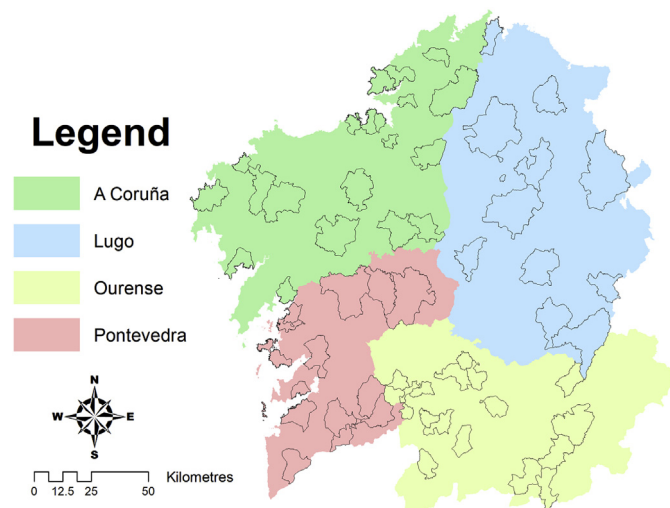 Legend
A Coruña
Lugo
Ourense
Pontevedra
N
W E
S
Kilometres
0 12.5 25 50